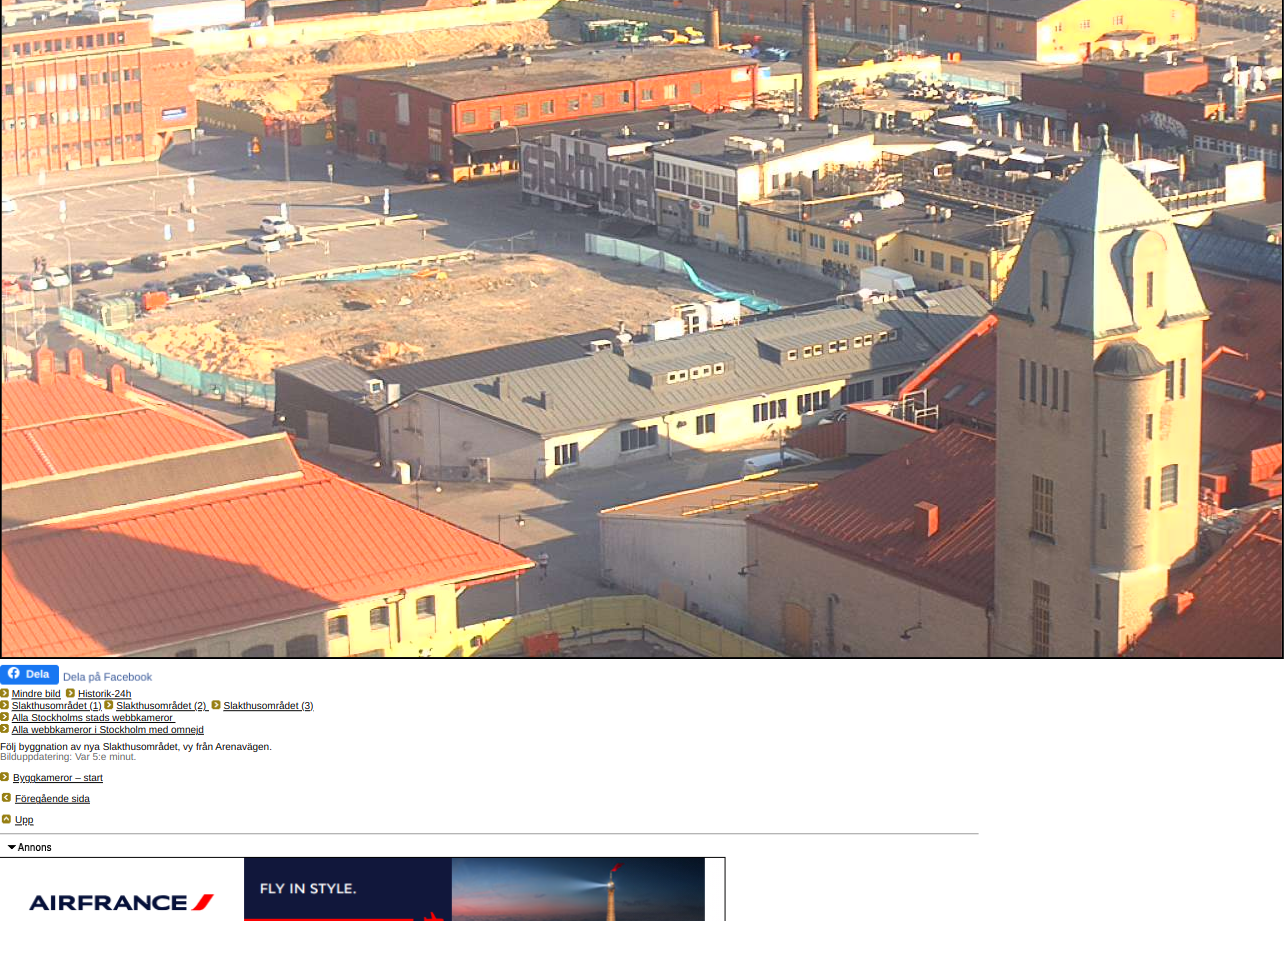 slakthuset
Dela Dela på Facebook
Mindre bild Historik-24h
Slakthusområdet (1) Slakthusområdet (2) Slakthusområdet (3)
Alla Stockholms stads webbkameror
Alla webbkameror i Stockholm med omnejd
Följ byggnation av nya Slakthusområdet, vy från Arenavägen.
Bilduppdatering: Var 5:e minut.
Byggkameror – start
Föregående sida
Upp
Annons
AIRFRANCE
FLY IN STYLE.